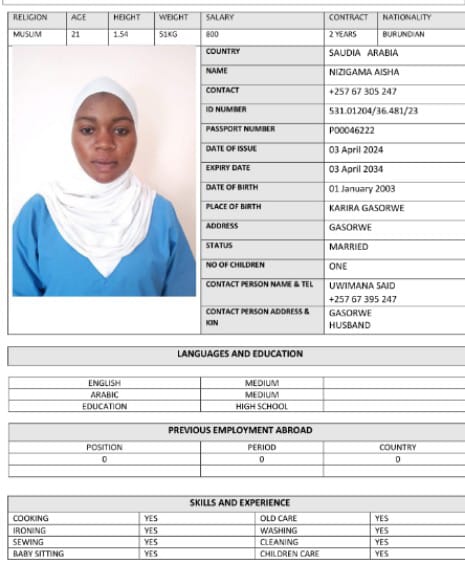 RELIGION AGE HEIGHT WEIGHT SALARY CONTRACT NATIONALITY
MUSLIM 21 1.54 51KG 800 2 YEARS BURUNDIAN
COUNTRY SAUDIA ARABIA
NAME NIZIGAMA AISHA
CONTACT +257 67 305 247
ID NUMBER 531.01204/36.481/23
PASSPORT NUMBER P00046222
DATE OF ISSUE 03 April 2024
EXPIRY DATE 03 April 2034
DATE OF BIRTH 01 January 2003
PLACE OF BIRTH KARIRA GASORWE
ADDRESS GASORWE
STATUS MARRIED
NO OF CHILDREN ONE
CONTACT PERSON NAME & TEL UWIMANA SAID
+257 67 395 247
CONTACT PERSON ADDRESS & GASORWE
KIN HUSBAND
LANGUAGES AND EDUCATION
ENGLISH MEDIUM
ARABIC MEDIUM
EDUCATION HIGH SCHOOL
PREVIOUS EMPLOYMENT ABROAD
POSITION PERIOD COUNTRY
0 0 0
SKILLS AND EXPERIENCE
COOKING YES OLD CARE YES
IRONING YES WASHING YES
SEWING YES CLEANING YES
BABY SITTING YES CHILDREN CARE YES